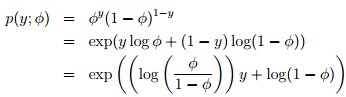 p(y; ϕ) = ϕ^y(1 − ϕ)^{1−y}
= exp(y log ϕ + (1 − y) log(1 − ϕ))
= exp((log(ϕ/(1 − ϕ))) y + log(1 − ϕ))